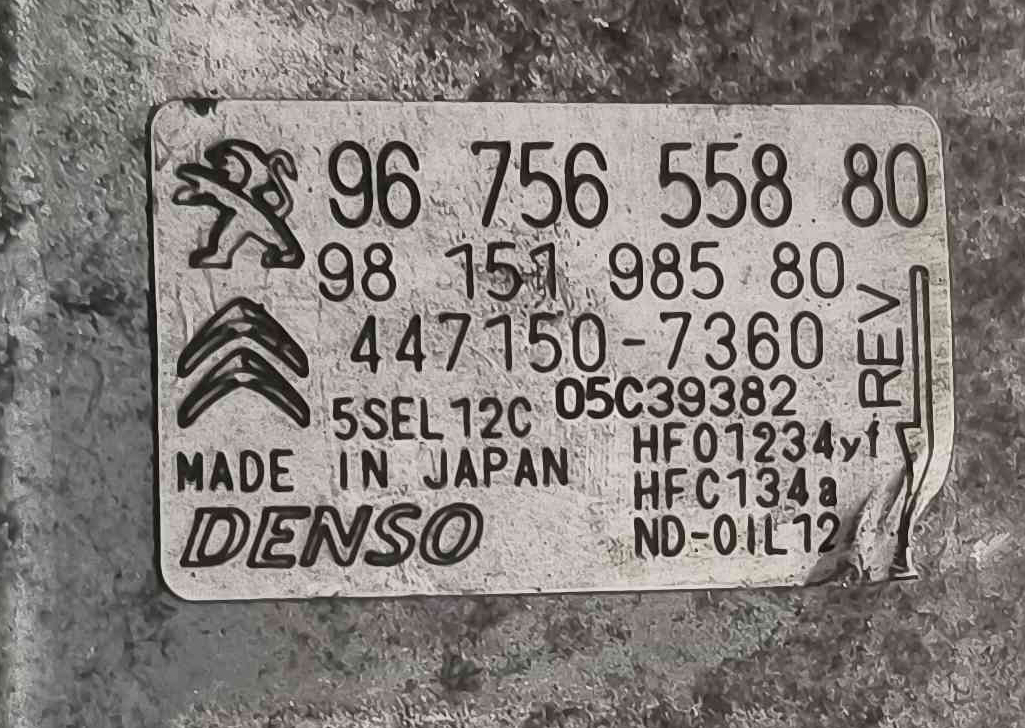 96 756 558 80
98 151 985 80
447150-7360
05C39382
5SEL12C
REV
HFO1234yf
MADE IN JAPAN
HFC134a
DENSO
ND-OIL12